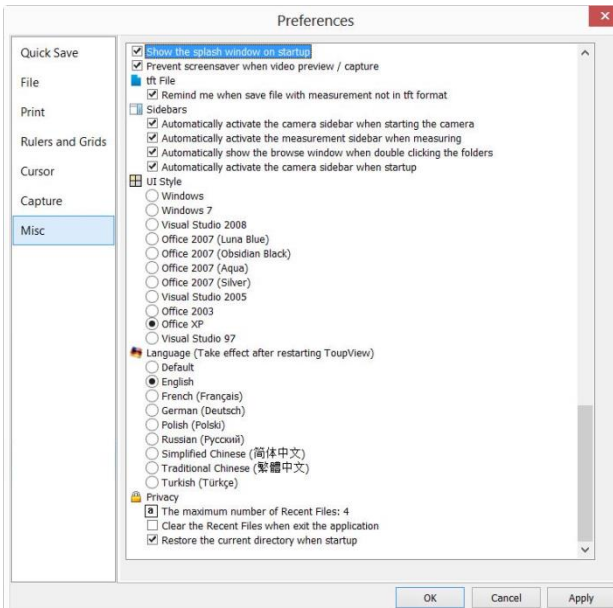 Preferences
Quick Save
File
Print
Rulers and Grids
Cursor
Capture
Misc
Show the splash window on startup
Prevent screensaver when video preview / capture
tft File
Remind me when save file with measurement not in tft format
Sidebars
Automatically activate the camera sidebar when starting the camera
Automatically activate the measurement sidebar when measuring
Automatically show the browse window when double clicking the folders
Automatically activate the camera sidebar when startup
UI Style
Windows
Windows 7
Visual Studio 2008
Office 2007 (Luna Blue)
Office 2007 (Obsidian Black)
Office 2007 (Aqua)
Office 2007 (Silver)
Visual Studio 2005
Office 2003
Office XP
Visual Studio 97
Language (Take effect after restarting ToupView)
Default
English
French (Français)
German (Deutsch)
Polish (Polski)
Russian (Русский)
Simplified Chinese (简体中文)
Traditional Chinese (繁體中文)
Turkish (Türkçe)
Privacy
a The maximum number of Recent Files: 4
Clear the Recent Files when exit the application
Restore the current directory when startup
OK Cancel Apply